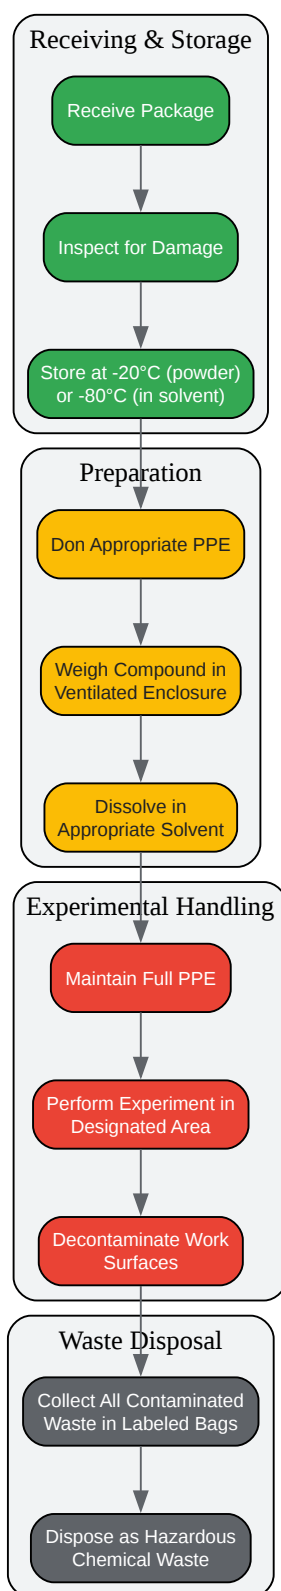 Receiving & Storage
Receive Package
Inspect for Damage
Store at -20°C (powder)
or -80°C (in solvent)
Preparation
Don Appropriate PPE
Weigh Compound in
Ventilated Enclosure
Dissolve in
Appropriate Solvent
Experimental Handling
Maintain Full PPE
Perform Experiment in
Designated Area
Decontaminate Work
Surfaces
Waste Disposal
Collect All Contaminated
Waste in Labeled Bags
Dispose as Hazardous
Chemical Waste